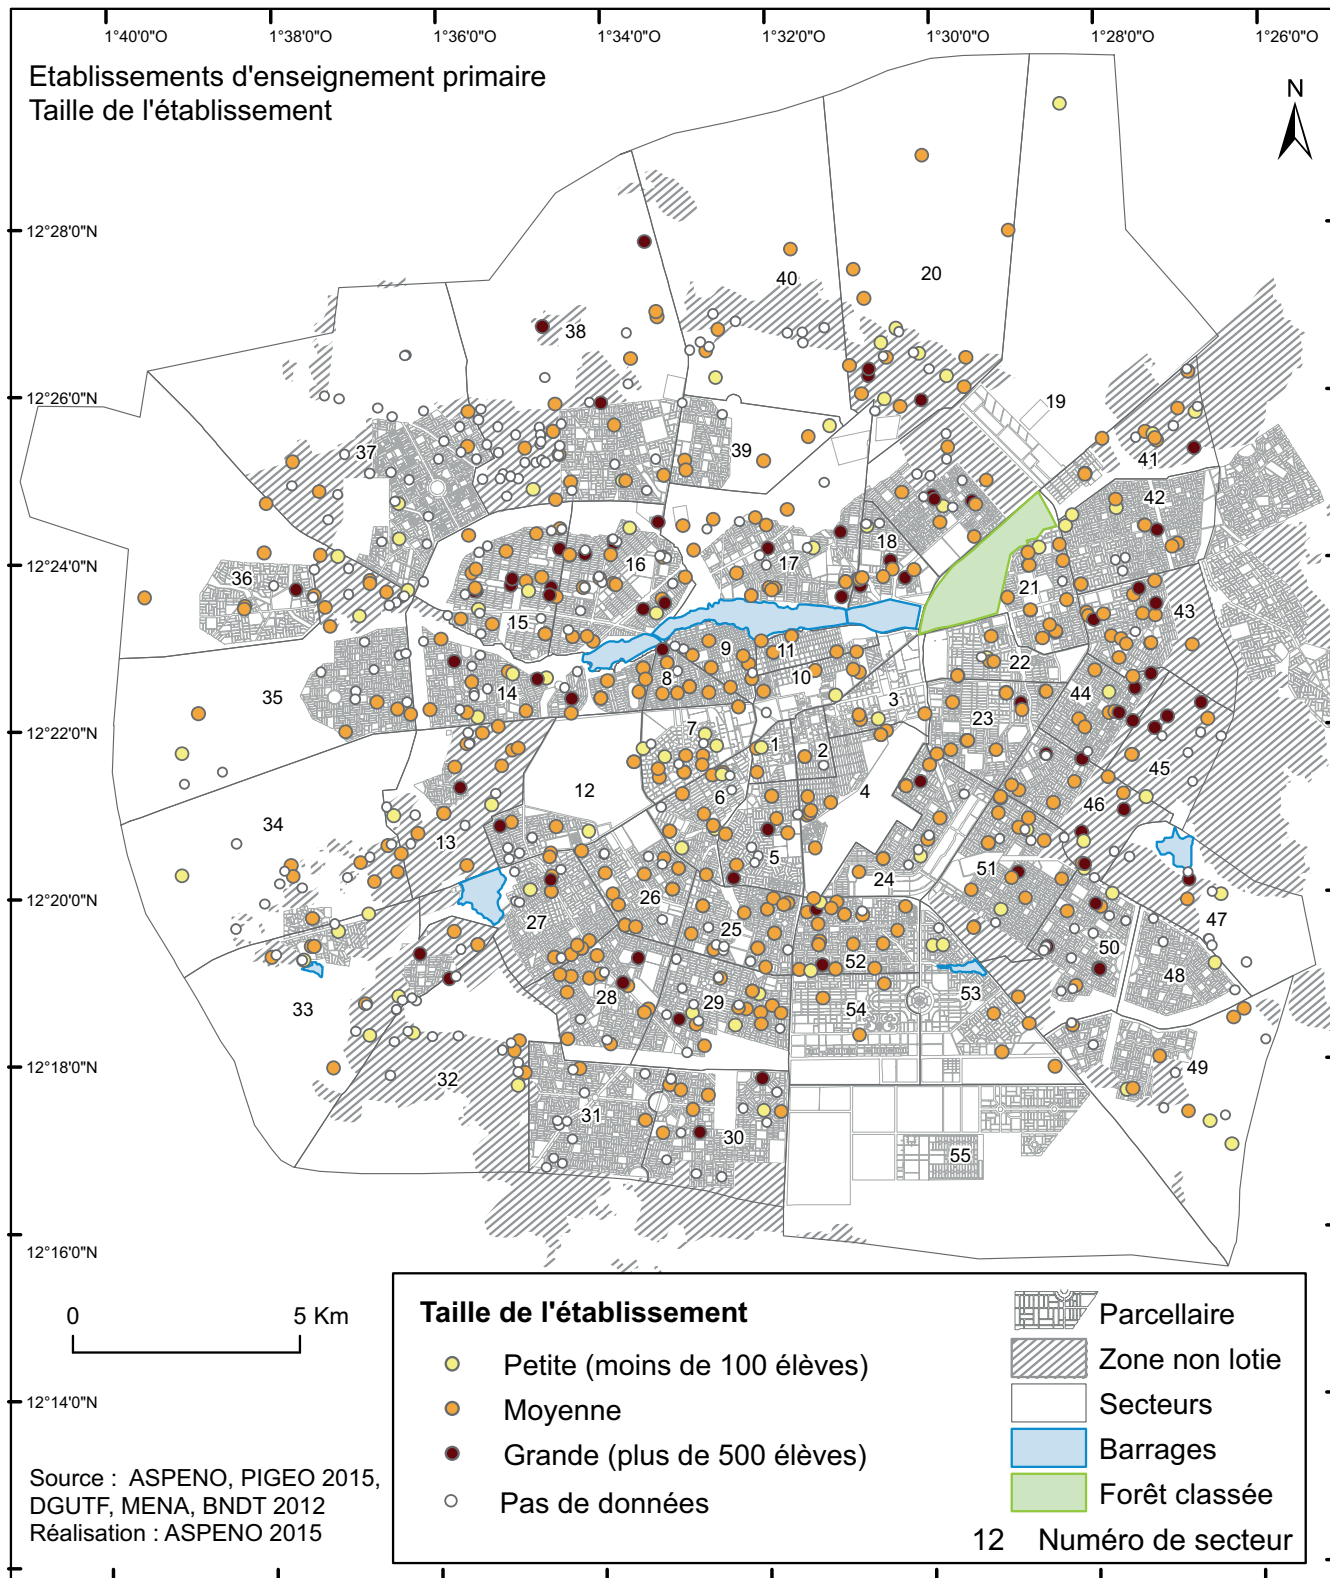 1°40'0"O 1°38'0"O 1°36'0"O 1°34'0"O 1°32'0"O 1°30'0"O 1°28'0"O 1°26'0"O
Etablissements d'enseignement primaire
Taille de l'établissement
N
12°28'0"N
40
20
38
12°26'0"N
19
37
39
41
42
12°24'0"N
17
18
16
36
21
43
15
11
9
22
8
10
35
14
3
44
23
12°22'0"N
7
1
2
45
12
6
4
46
34
13
5
51
12°20'0"N
24
26
27
47
25
50
52
48
28
29
53
33
54
12°18'0"N
32
49
31
30
55
12°16'0"N
0 5 Km
Taille de l'établissement
Petite (moins de 100 élèves)
Moyenne
Grande (plus de 500 élèves)
Pas de données
Parcellaire
Zone non lotie
Secteurs
Barrages
Forêt classée
12 Numéro de secteur
12°14'0"N
Source : ASPENO, PIGEO 2015,
DGUTF, MENA, BNDT 2012
Réalisation : ASPENO 2015